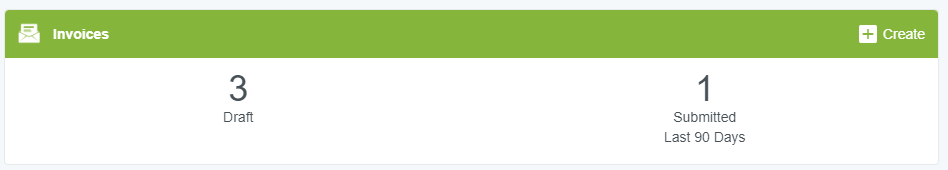 Invoices
Create
3
Draft
1
Submitted
Last 90 Days